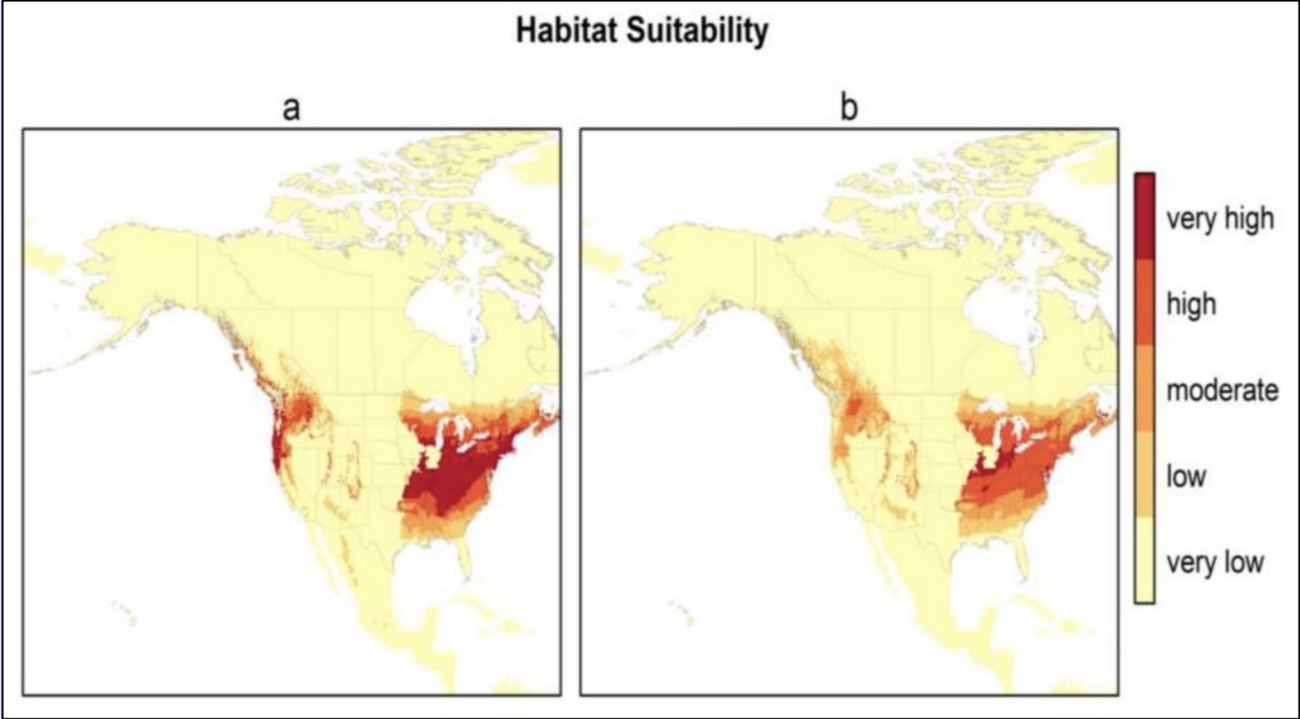 Habitat Suitability
a
b
very high
high
moderate
low
very low